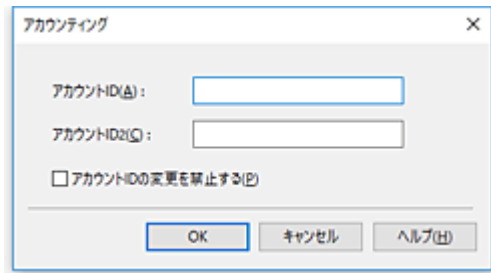 アカウンティング
アカウントID(A) :
アカウントID2(C) :
アカウントIDの変更を禁止する(P)
OK キャンセル ヘルプ(H)